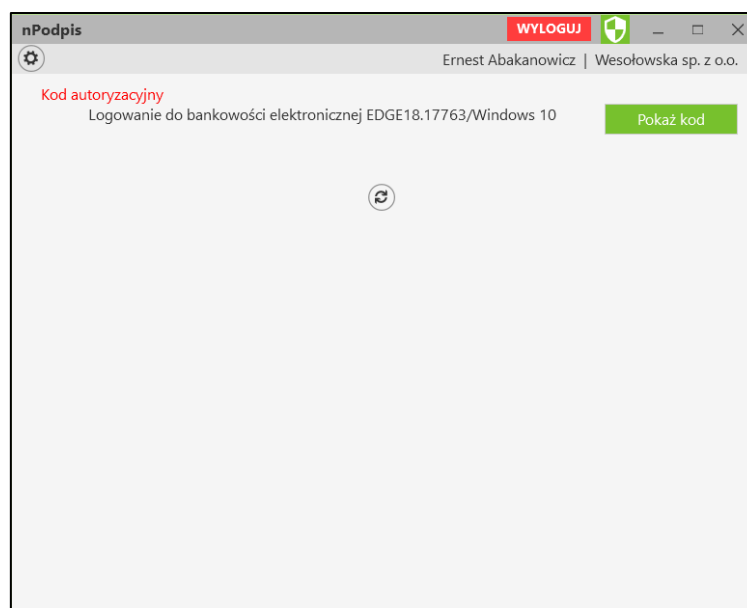 nPodpis WYLOGUJ
Ernest Abakanowicz | Wesołowska sp. z o.o.
Kod autoryzacyjny
Logowanie do bankowości elektronicznej EDGE18.17763/Windows 10 Pokaż kod